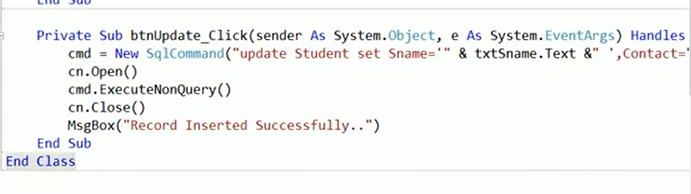 End Sub
Private Sub btnUpdate_Click(sender As System.Object, e As System.EventArgs) Handles
cmd = New SqlCommand("update Student set Sname='" & txtSname.Text &" ',Contact='
cn.Open()
cmd.ExecuteNonQuery()
cn.Close()
MsgBox("Record Inserted Successfully..")
End Sub
End Class